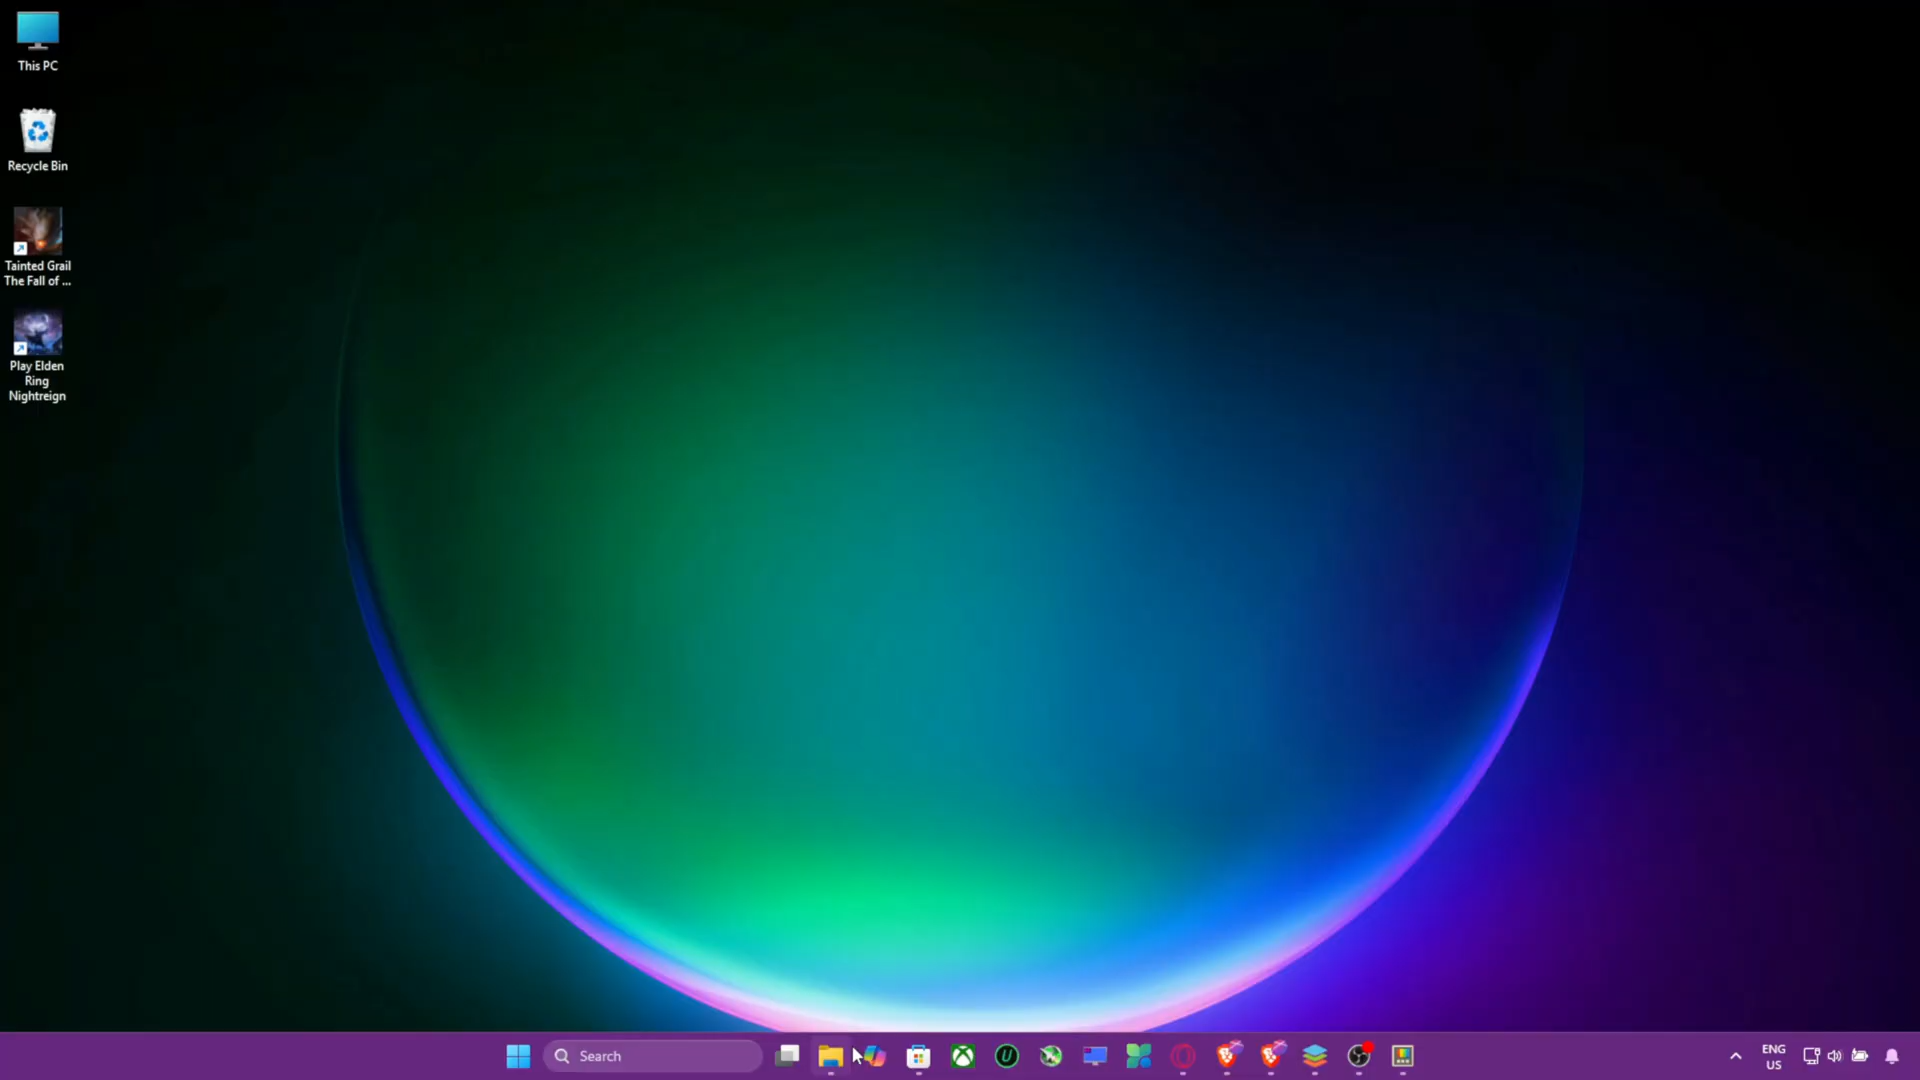 This PC
Recycle Bin
Tainted Grail
The Fall of ...
Play Elden
Ring
Nightreign
Search
ENG
US